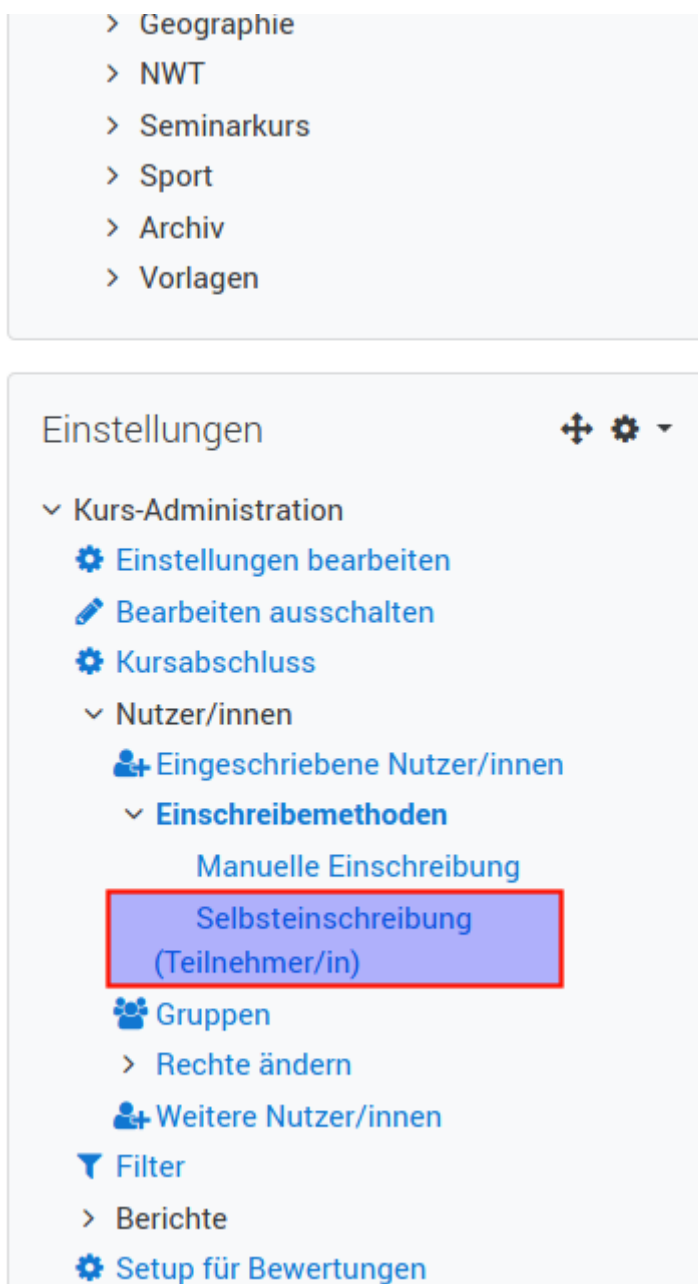 Geographie
NWT
Seminarkurs
Sport
Archiv
Vorlagen
Einstellungen
Kurs-Administration
Einstellungen bearbeiten
Bearbeiten ausschalten
Kursabschluss
Nutzer/innen
Eingeschriebene Nutzer/innen
Einschreibemethoden
Manuelle Einschreibung
Selbsteinschreibung
(Teilnehmer/in)
Gruppen
Rechte ändern
Weitere Nutzer/innen
Filter
Berichte
Setup für Bewertungen